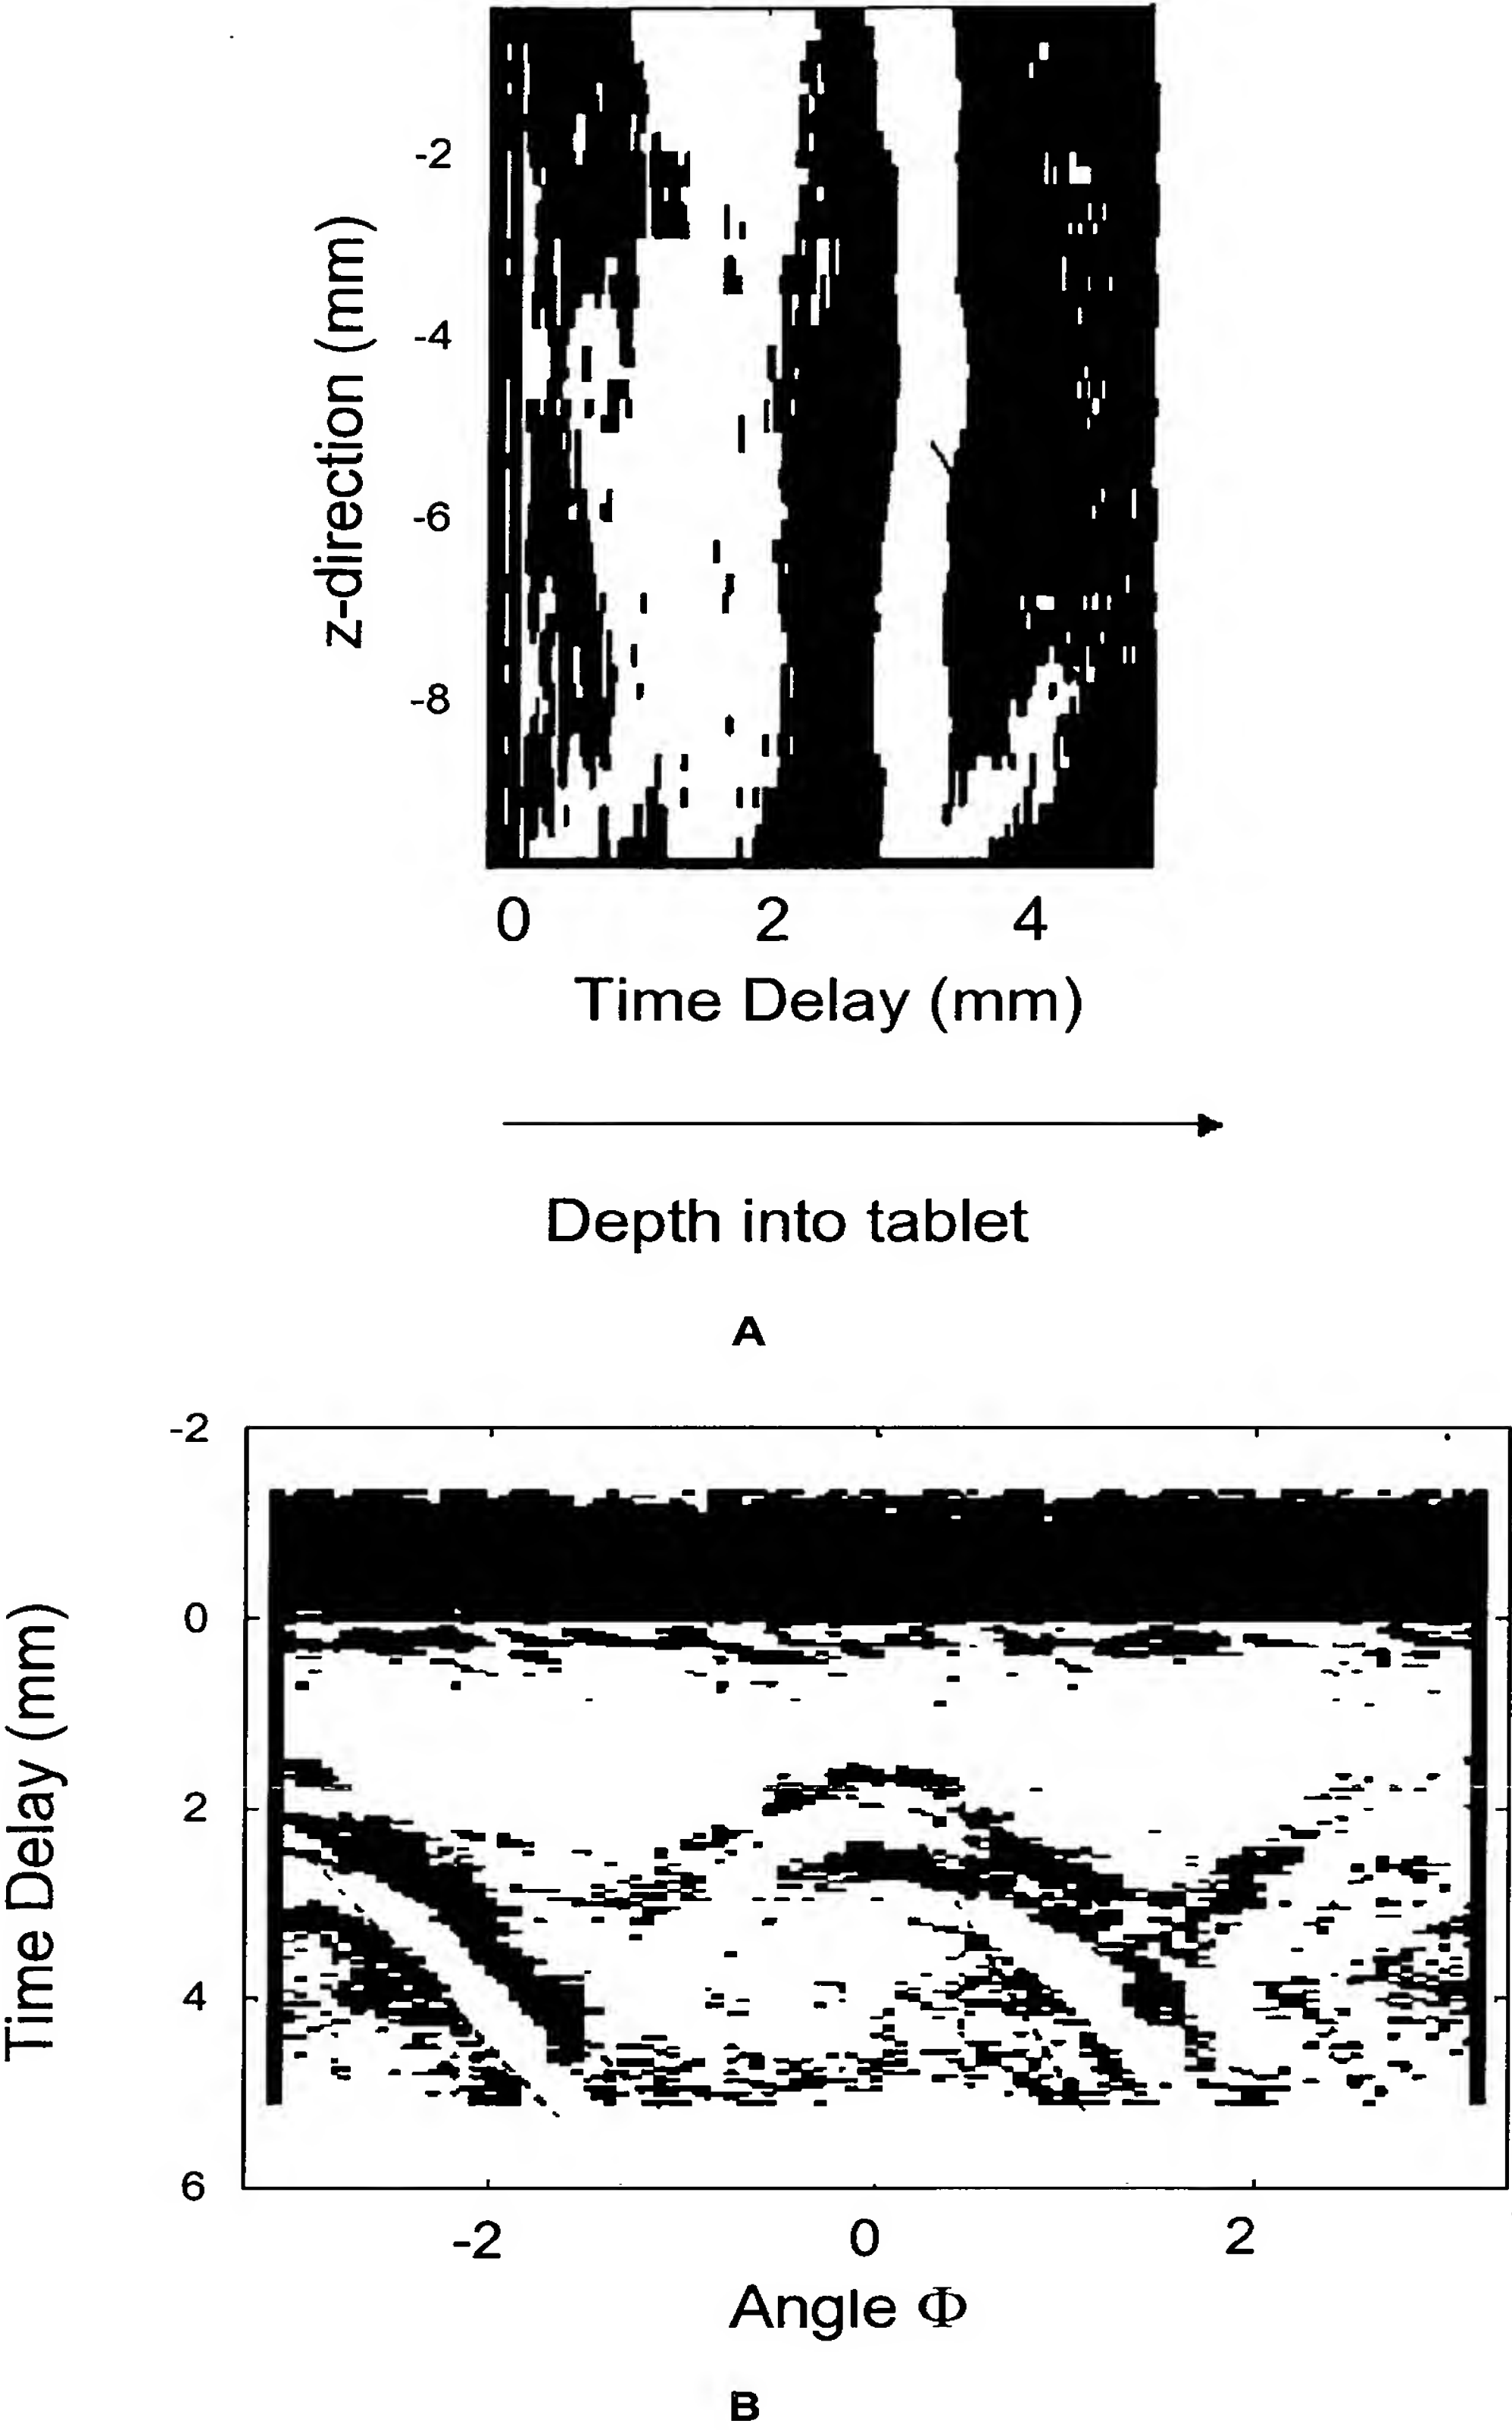 z-direction (mm)
-2
-4
-6
-8
0 2 4
Time Delay (mm)
Depth into tablet
A
Time Delay (mm)
-2
0
2
4
6
-2 0 2
Angle Φ
B